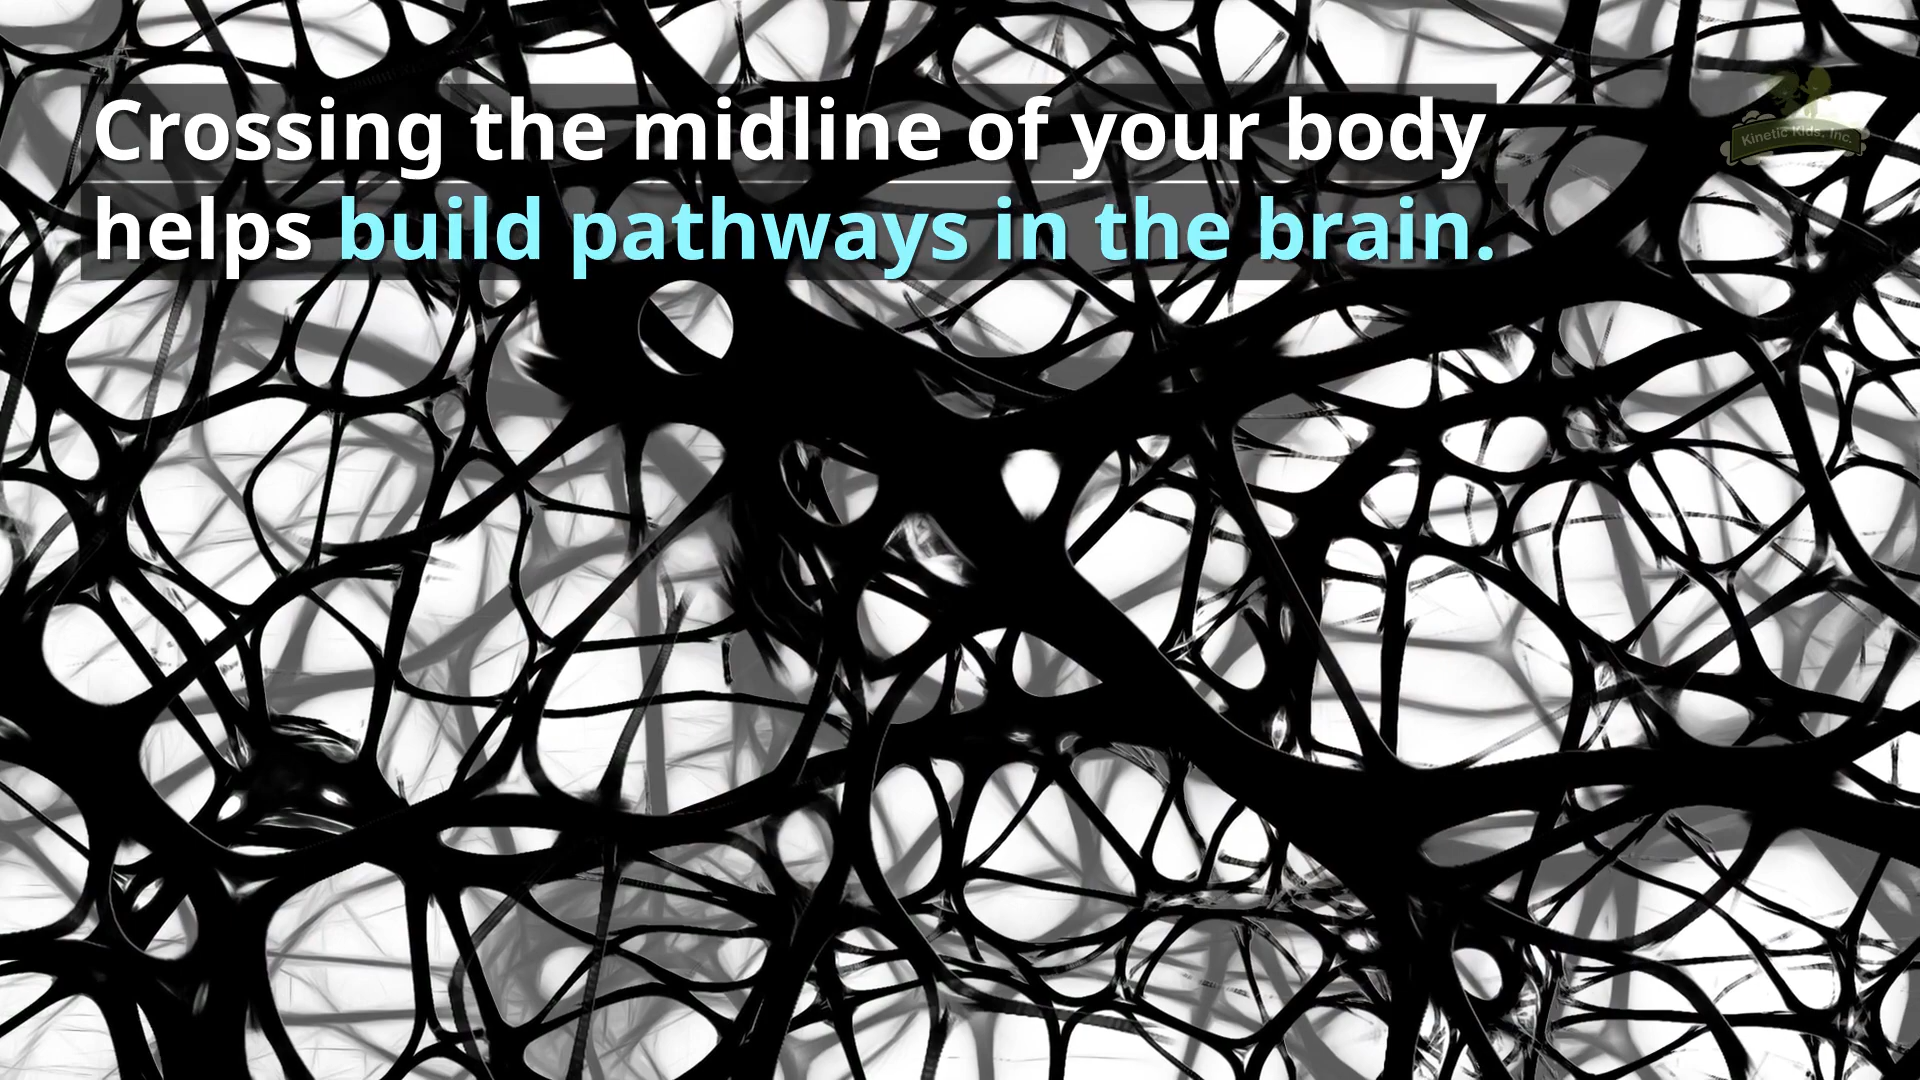 Crossing the midline of your body
helps build pathways in the brain.
Kinetic Kids, Inc.